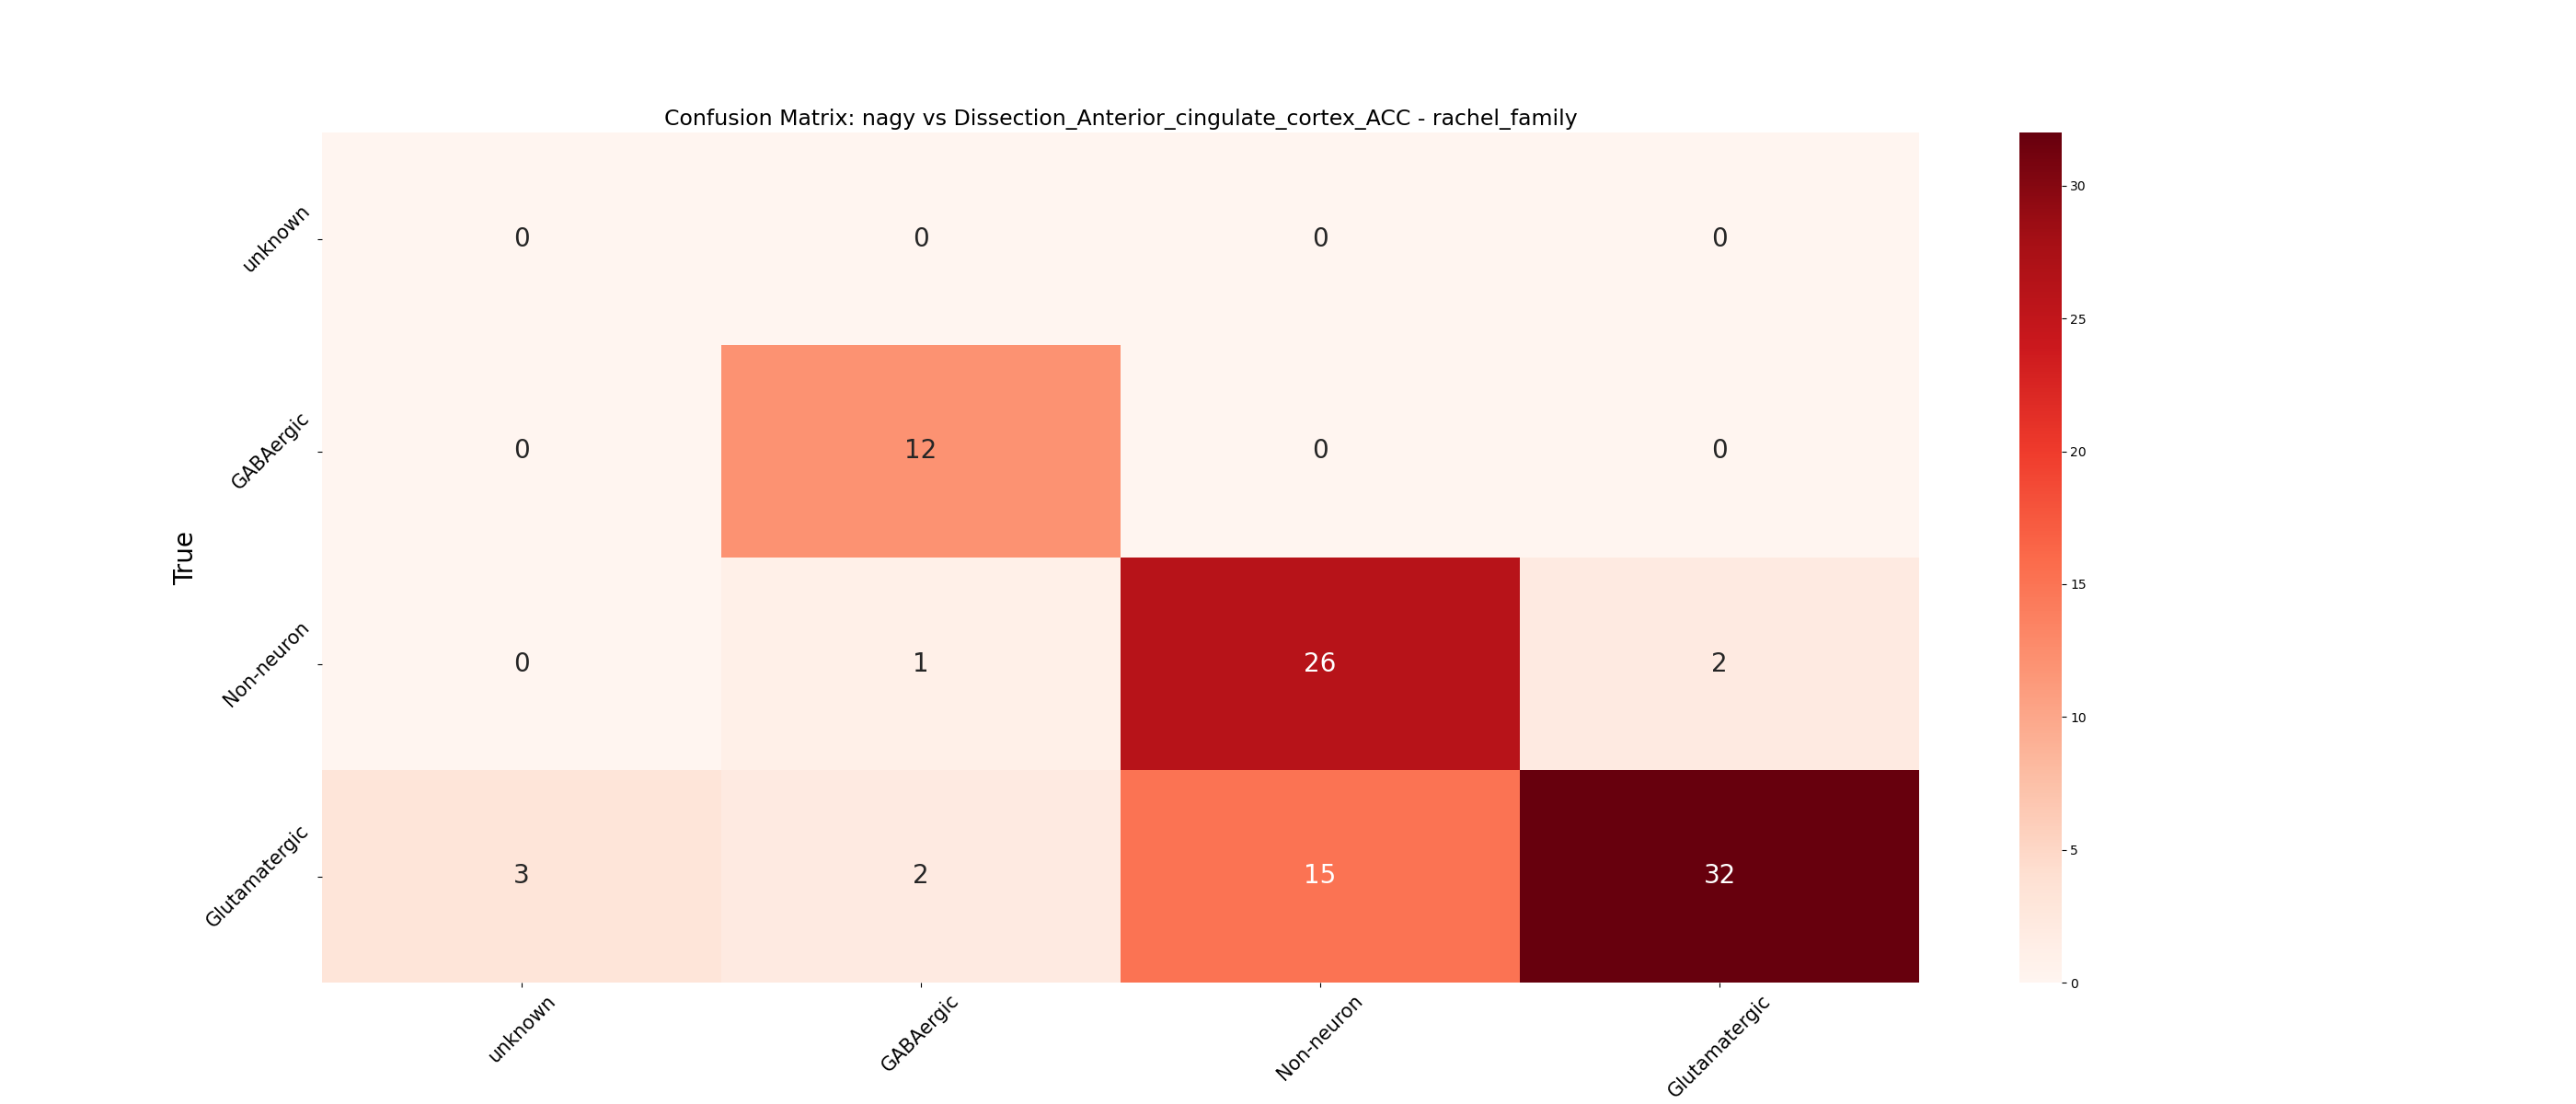 Confusion Matrix: nagy vs Dissection_Anterior_cingulate_cortex_ACC - rachel_family
True
unknown
0 0 0 0
GABAergic
0 12 0 0
Non-neuron
0 1 26 2
Glutamatergic
3 2 15 32
unknown GABAergic Non-neuron Glutamatergic
30
25
20
15
10
5
0